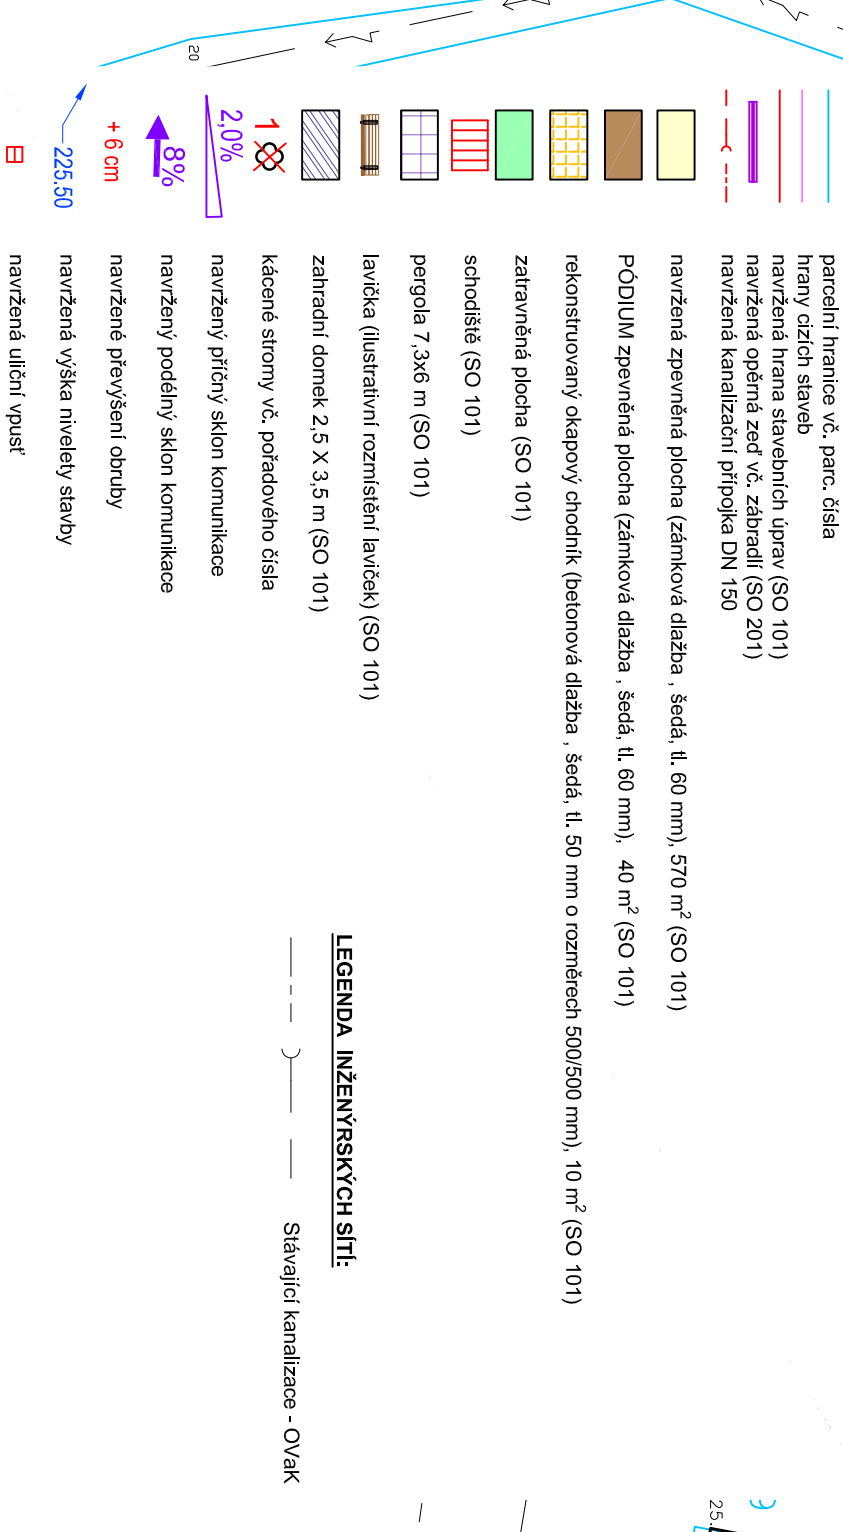 parcelní hranice vč. parc. čísla
hrany cizích staveb
navržená hrana stavebních úprav (SO 101)
navržená opěrná zeď vč. zábradlí (SO 201)
navržená kanalizační přípojka DN 150
navržená zpevněná plocha (zámková dlažba , šedá, tl. 60 mm), 570 m² (SO 101)
PÓDIUM zpevněná plocha (zámková dlažba , šedá, tl. 60 mm), 40 m² (SO 101)
rekonstruovaný okapový chodník (betonová dlažba , šedá, tl. 50 mm o rozměrech 500/500 mm), 10 m² (SO 101)
zatravněná plocha (SO 101)
schodiště (SO 101)
pergola 7,3x6 m (SO 101)
lavička (ilustrativní rozmístění laviček) (SO 101)
zahradní domek 2,5 X 3,5 m (SO 101)
1 kácené stromy vč. pořadového čísla
2,0% navržený příčný sklon komunikace
8% navržený podélný sklon komunikace
+ 6 cm navržené převýšení obruby
225.50 navržená výška nivelety stavby
navržená uliční vpusť
LEGENDA INŽENÝRSKÝCH SÍTÍ:
Stávající kanalizace - OVaK
20
25.